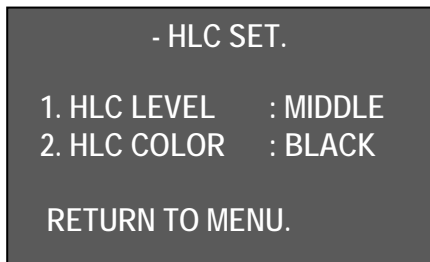 - HLC SET.
1. HLC LEVEL : MIDDLE
2. HLC COLOR : BLACK
RETURN TO MENU.